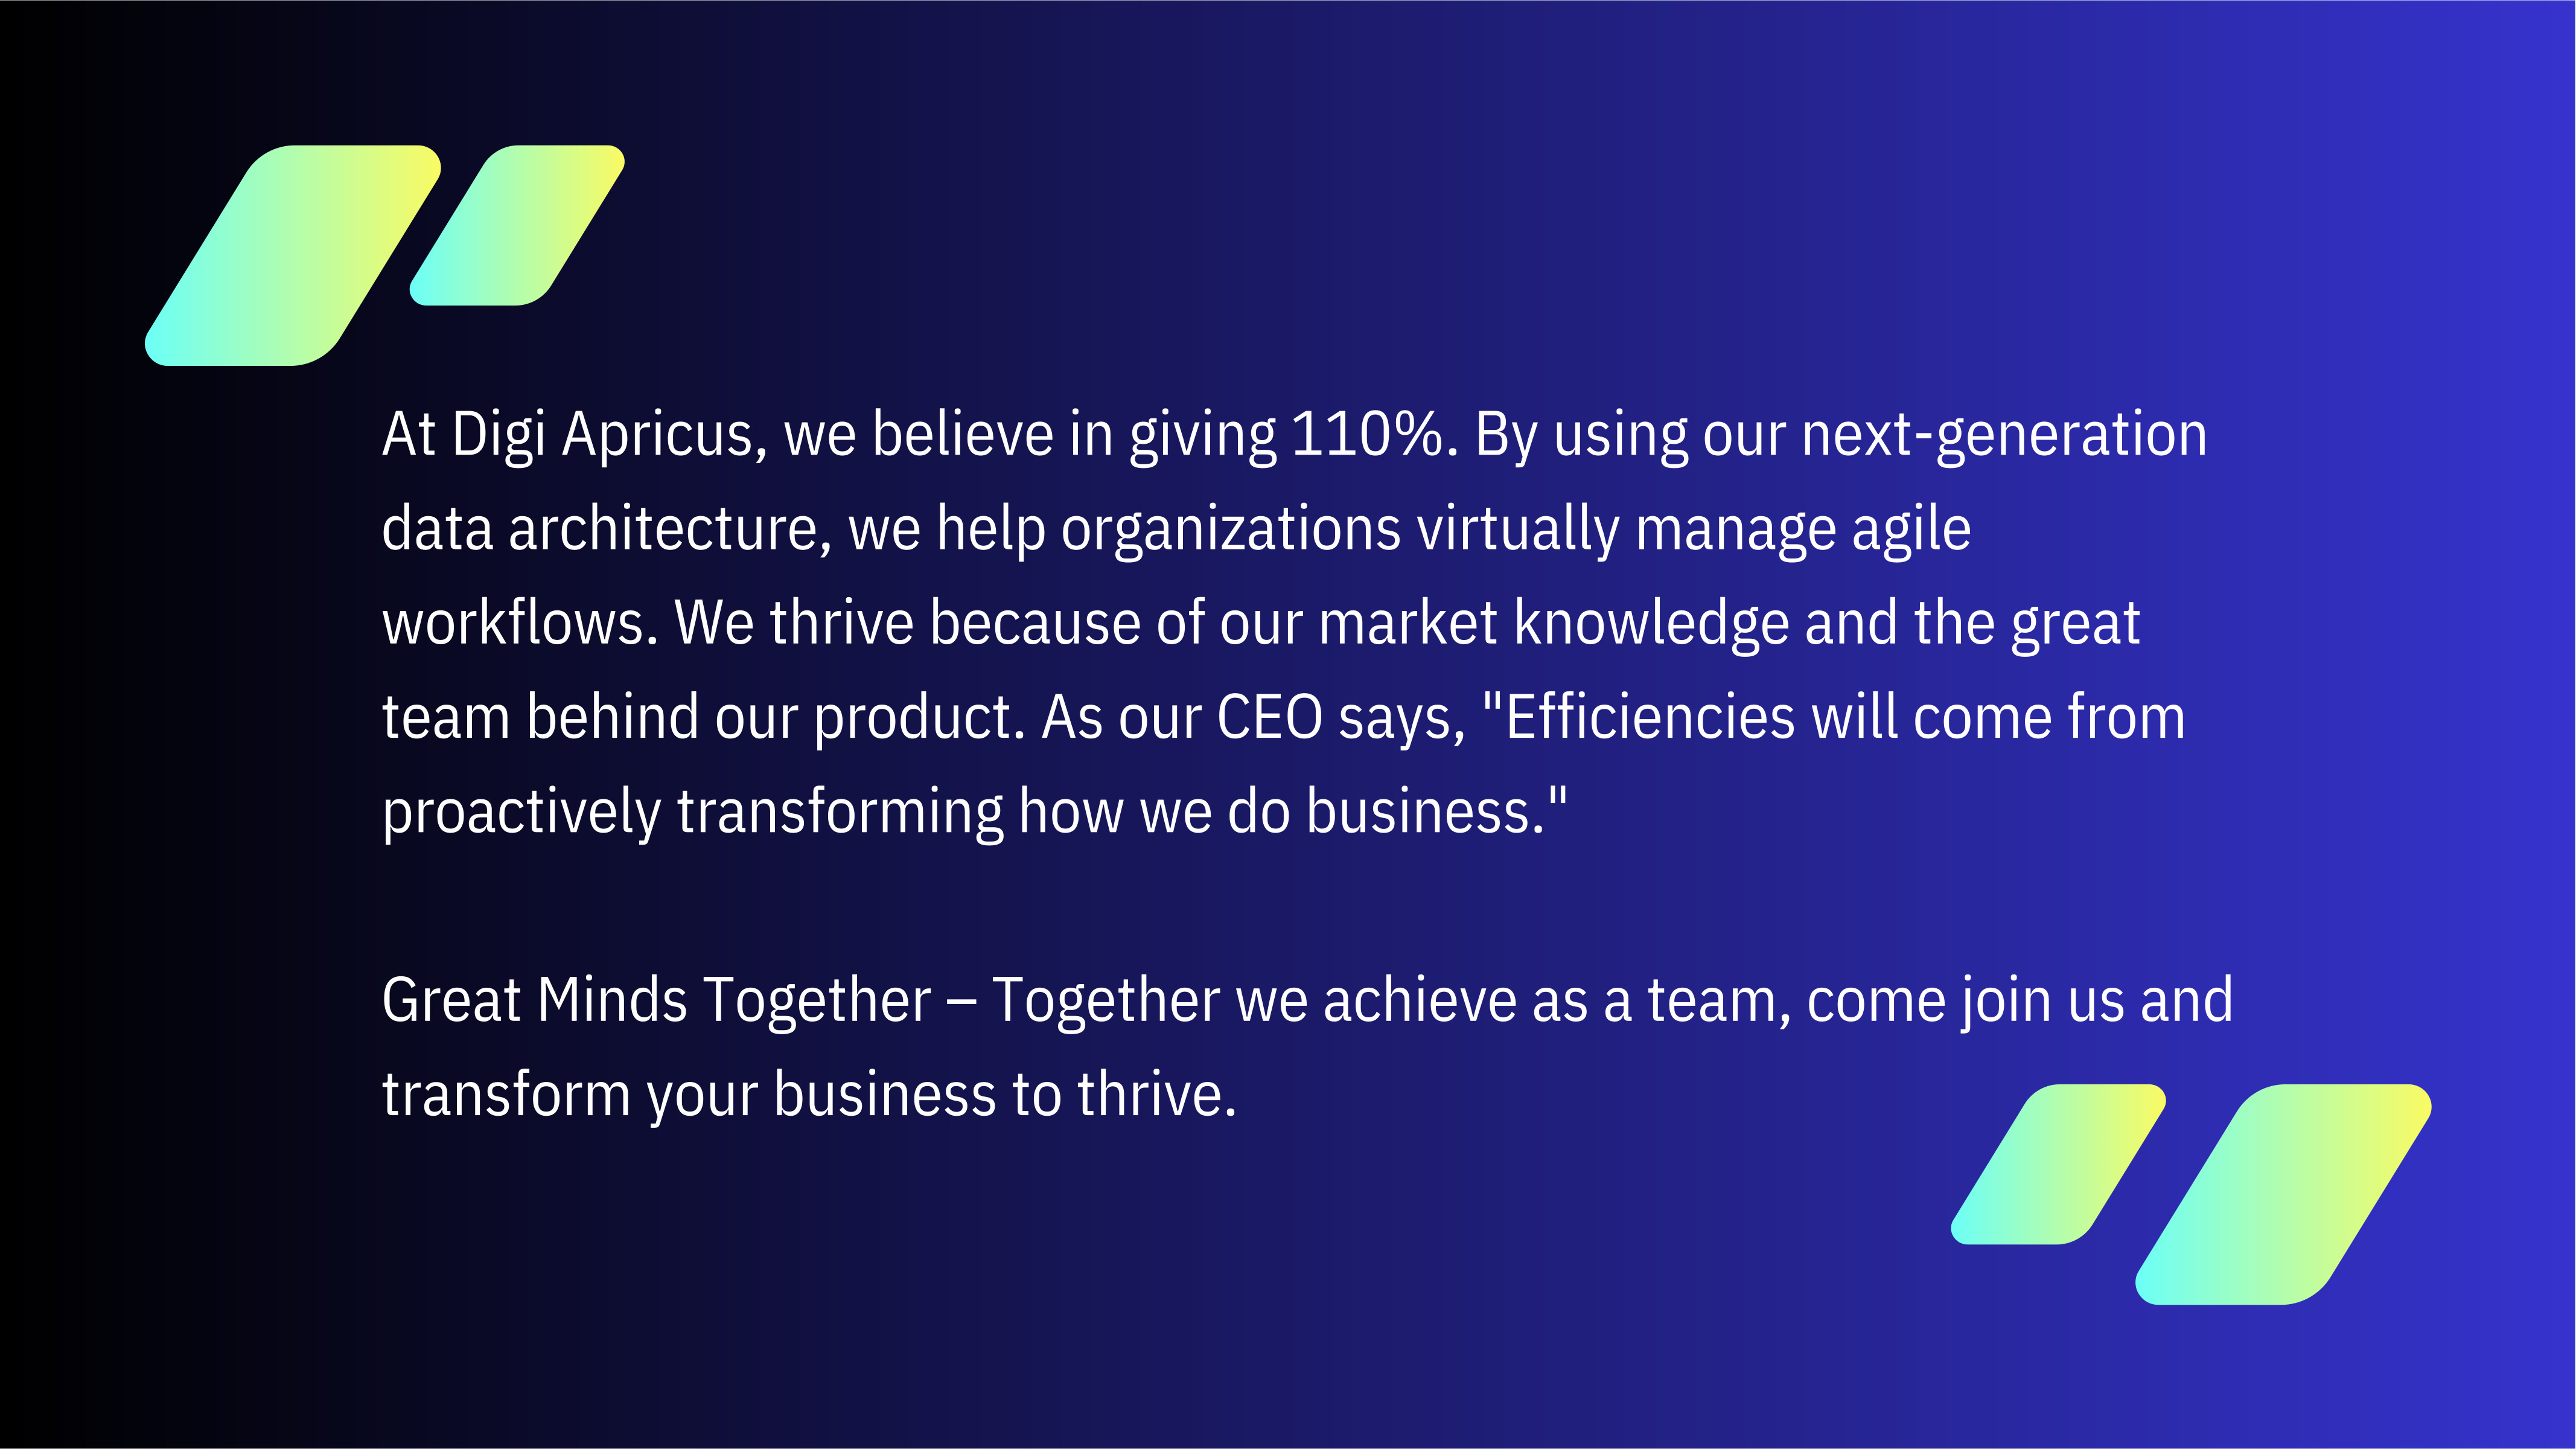 At Digi Apricus, we believe in giving 110%. By using our next-generation
data architecture, we help organizations virtually manage agile
workflows. We thrive because of our market knowledge and the great
team behind our product. As our CEO says, "Efficiencies will come from
proactively transforming how we do business."
Great Minds Together – Together we achieve as a team, come join us and
transform your business to thrive.